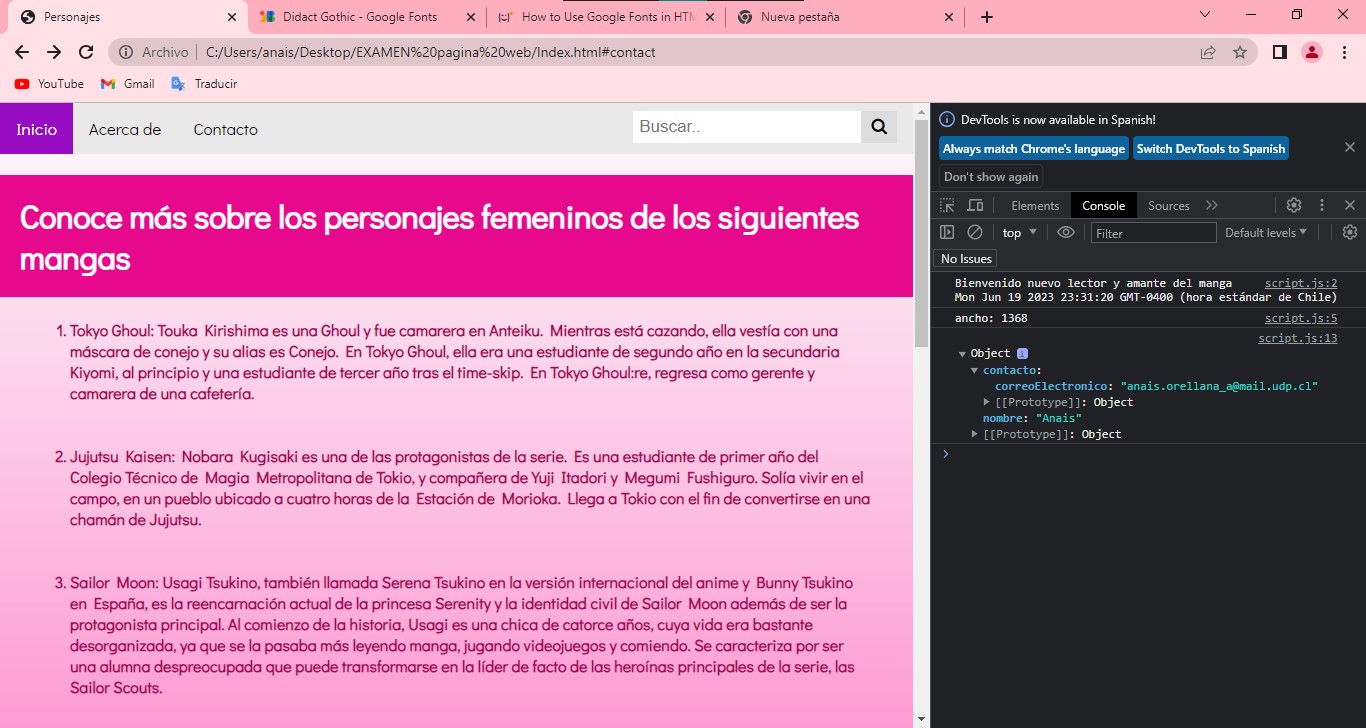 Personajes
Didact Gothic - Google Fonts
How to Use Google Fonts in HTM
Nueva pestaña
Archivo
C:/Users/anais/Desktop/EXAMEN%20pagina%20web/Index.html#contact
YouTube
Gmail
Traducir
Inicio
Acerca de
Contacto
Buscar..
Conoce más sobre los personajes femeninos de los siguientes
mangas
1. Tokyo Ghoul: Touka Kirishima es una Ghoul y fue camarera en Anteiku. Mientras está cazando, ella vestía con una
máscara de conejo y su alias es Conejo. En Tokyo Ghoul, ella era una estudiante de segundo año en la secundaria
Kiyomi, al principio y una estudiante de tercer año tras el time-skip. En Tokyo Ghoul:re, regresa como gerente y
camarera de una cafetería.
2. Jujutsu Kaisen: Nobara Kugisaki es una de las protagonistas de la serie. Es una estudiante de primer año del
Colegio Técnico de Magia Metropolitana de Tokio, y compañera de Yuji Itadori y Megumi Fushiguro. Solía vivir en el
campo, en un pueblo ubicado a cuatro horas de la Estación de Morioka. Llega a Tokio con el fin de convertirse en una
chamán de Jujutsu.
3. Sailor Moon: Usagi Tsukino, también llamada Serena Tsukino en la versión internacional del anime y Bunny Tsukino
en España, es la reencarnación actual de la princesa Serenity y la identidad civil de Sailor Moon además de ser la
protagonista principal. Al comienzo de la historia, Usagi es una chica de catorce años, cuya vida era bastante
desorganizada, ya que se la pasaba más leyendo manga, jugando videojuegos y comiendo. Se caracteriza por ser
una alumna despreocupada que puede transformarse en la líder de facto de las heroínas principales de la serie, las
Sailor Scouts.
DevTools is now available in Spanish!
Always match Chrome's language
Switch DevTools to Spanish
Don't show again
Elements
Console
Sources
top
Filter
Default levels
No Issues
Bienvenido nuevo lector y amante del manga script.js:2
Mon Jun 19 2023 23:31:20 GMT-0400 (hora estándar de Chile)
ancho: 1368 script.js:5
script.js:13
Object i
contacto:
correoElectronico: "anais.orellana_a@mail.udp.cl"
[[Prototype]]: Object
nombre: "Anais"
[[Prototype]]: Object